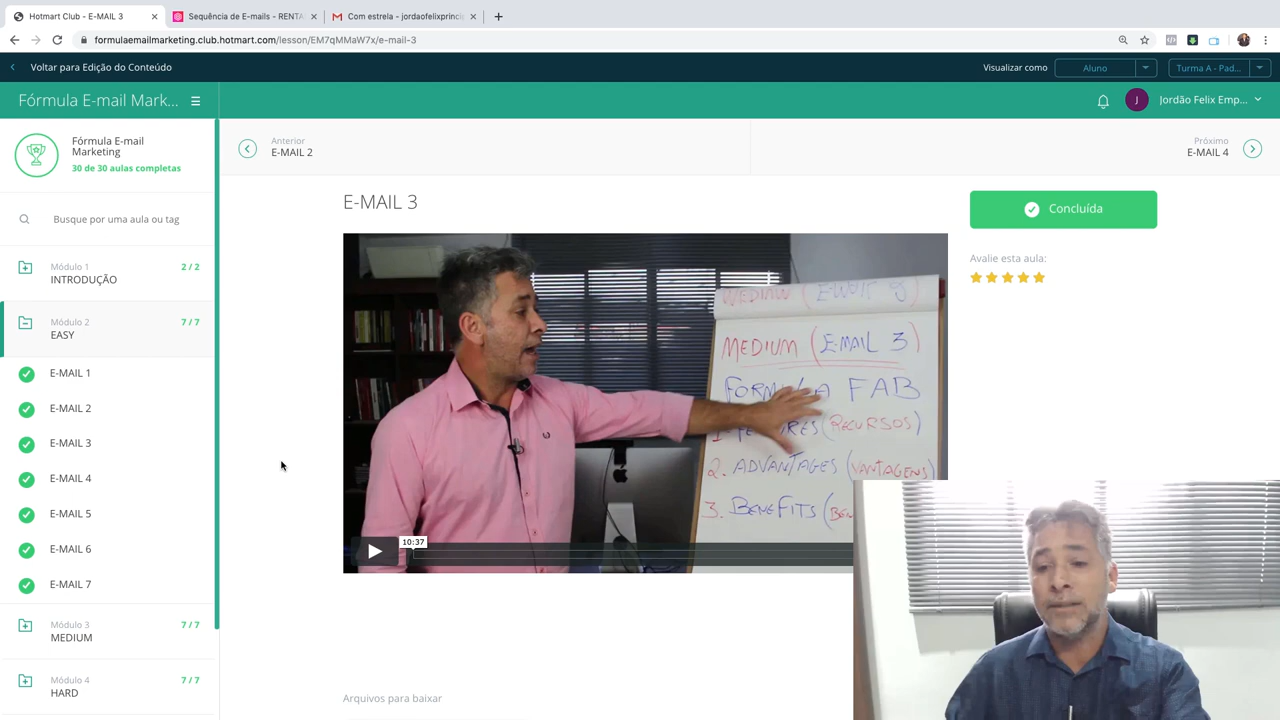 Hotmart Club - E-MAIL 3
Sequência de E-mails - RENTA
Com estrela - jordaofelixprinci
formulaemailmarketing.club.hotmart.com/lesson/EM7qMMaW7x/e-mail-3
Voltar para Edição do Conteúdo
Visualizar como
Aluno
Turma A - Pad...
Fórmula E-mail Mark...
J
Jordão Felix Emp...
Fórmula E-mail
Marketing
30 de 30 aulas completas
Anterior
E-MAIL 2
Próximo
E-MAIL 4
Busque por uma aula ou tag
E-MAIL 3
Concluída
Avalie esta aula:
Módulo 1
INTRODUÇÃO
2 / 2
Módulo 2
EASY
7 / 7
E-MAIL 1
E-MAIL 2
E-MAIL 3
E-MAIL 4
E-MAIL 5
E-MAIL 6
E-MAIL 7
Módulo 3
MEDIUM
7 / 7
Módulo 4
HARD
7 / 7
MEDIUM (E-MAIL 3)
FORMULA FAB
1. (RECURSOS)
2. ADVANTAGES (VANTAGENS)
3. BENEFITS
10:37
Arquivos para baixar